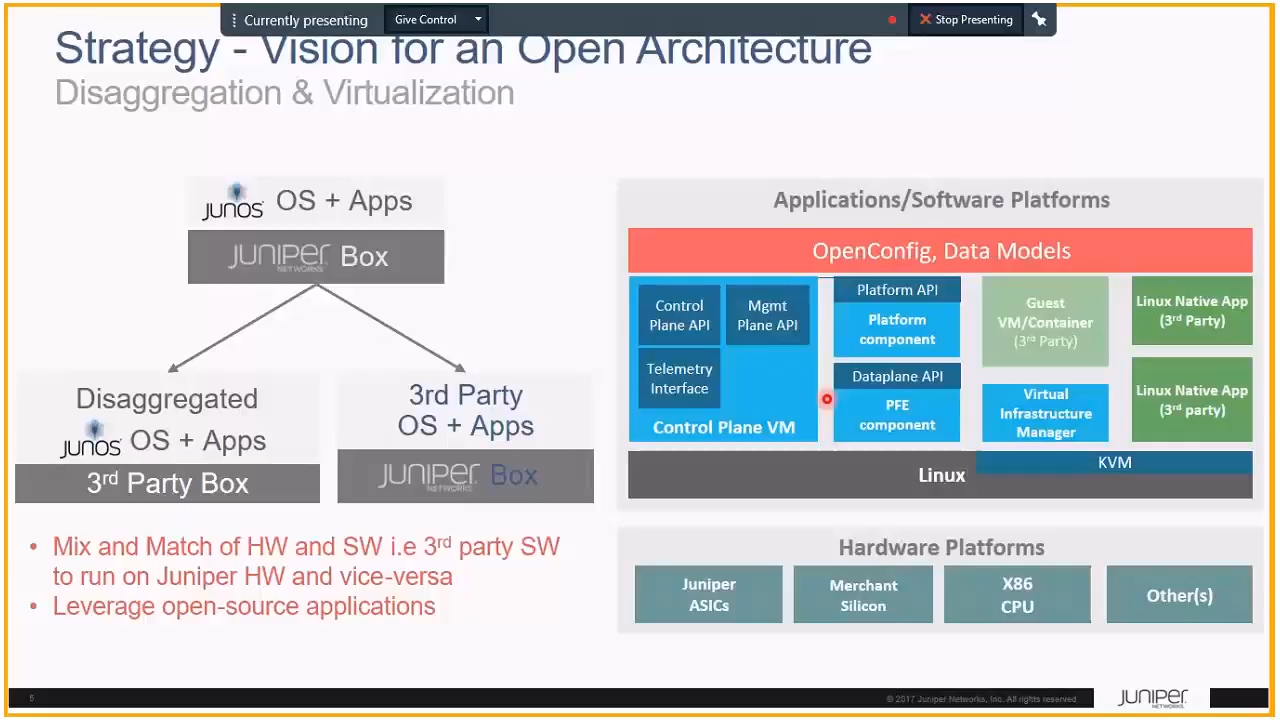 Currently presenting
Give Control
Stop Presenting
Strategy - Vision for an Open Architecture
Disaggregation & Virtualization
JUNOS OS + Apps
JUNIPER NETWORKS Box
Disaggregated
JUNOS OS + Apps
3rd Party Box
3rd Party
OS + Apps
JUNIPER NETWORKS Box
• Mix and Match of HW and SW i.e 3rd party SW
to run on Juniper HW and vice-versa
• Leverage open-source applications
Applications/Software Platforms
OpenConfig, Data Models
Control
Plane API
Mgmt
Plane API
Telemetry
Interface
Control Plane VM
Platform API
Platform
component
Dataplane API
PFE
component
Guest
VM/Container
(3rd Party)
Virtual
Infrastructure
Manager
Linux Native App
(3rd Party)
Linux Native App
(3rd party)
KVM
Linux
Hardware Platforms
Juniper
ASICs
Merchant
Silicon
X86
CPU
Other(s)
5
© 2017 Juniper Networks, Inc. All rights reserved
JUNIPER
NETWORKS